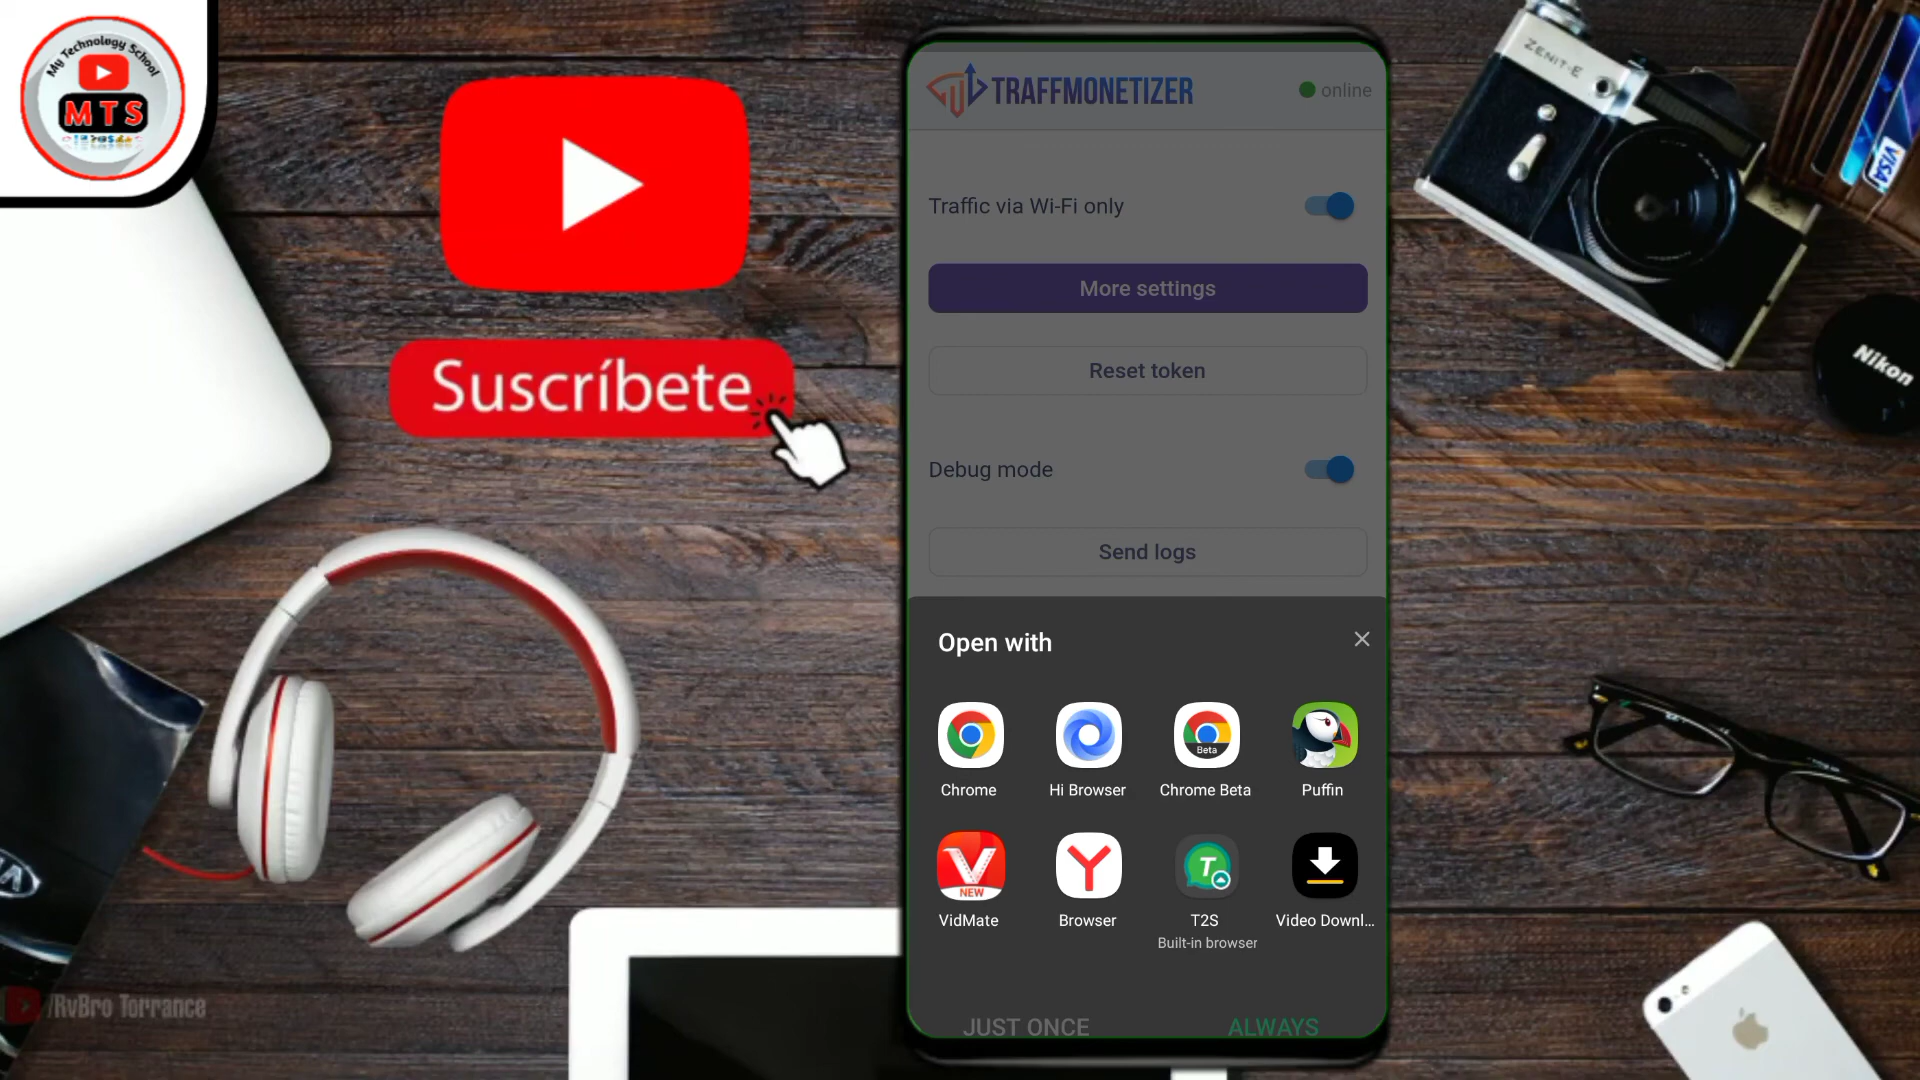 My Technology School
MTS
Suscríbete
TRAFFMONETIZER
online
Traffic via Wi-Fi only
More settings
Reset token
Debug mode
Send logs
Open with
Chrome
Hi Browser
Beta
Chrome Beta
Puffin
NEW
VidMate
Browser
T
T2S
Built-in browser
Video Downl...
JUST ONCE
ALWAYS
ZENIT-E
VISA
Nikon
/RvBro Torrance